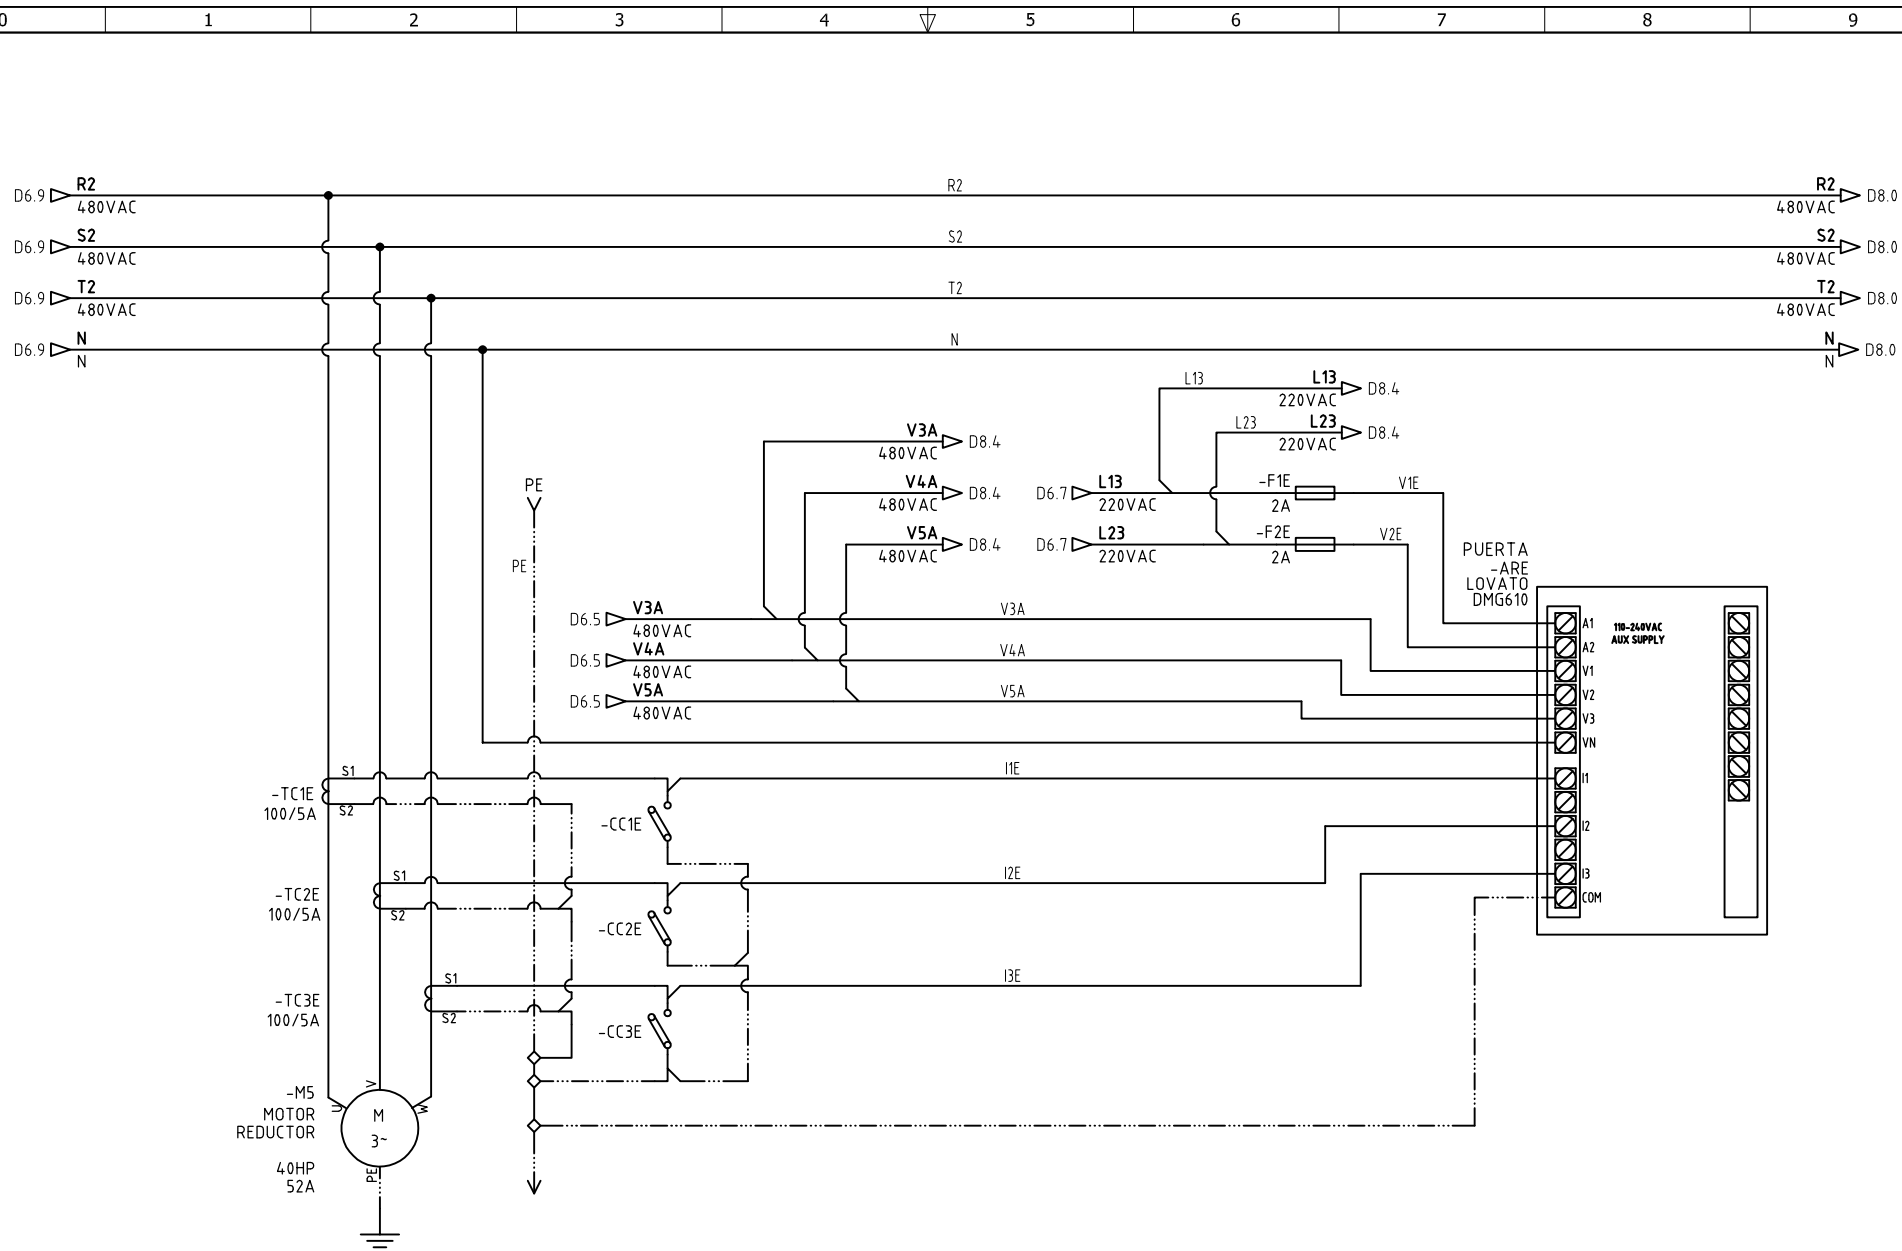 0 1 2 3 4 5 6 7 8 9
D6.9 R2 R2 R2 D8.0
480VAC 480VAC
D6.9 S2 S2 S2 D8.0
480VAC 480VAC
D6.9 T2 T2 T2 D8.0
480VAC 480VAC
D6.9 N N N D8.0
N N
L13 L13 D8.4
220VAC
L23 L23 D8.4
220VAC
V3A D8.4
480VAC
V4A D8.4
480VAC
V5A D8.4
480VAC
D6.7 L13 -F1E V1E
220VAC 2A
D6.7 L23 -F2E V2E
220VAC 2A
PE
PE
PUERTA
-ARE
LOVATO
DMG610
D6.5 V3A V3A
480VAC
D6.5 V4A V4A
480VAC
D6.5 V5A V5A
480VAC
110-240VAC
AUX SUPPLY
A1
A2
V1
V2
V3
VN
I1
I2
I3
COM
S1 I1E
-TC1E
100/5A S2
-CC1E
S1 I2E
-TC2E
100/5A S2
-CC2E
S1 I3E
-TC3E
100/5A S2
-CC3E
-M5
MOTOR
REDUCTOR
40HP
52A
U V W
M
3~
PE